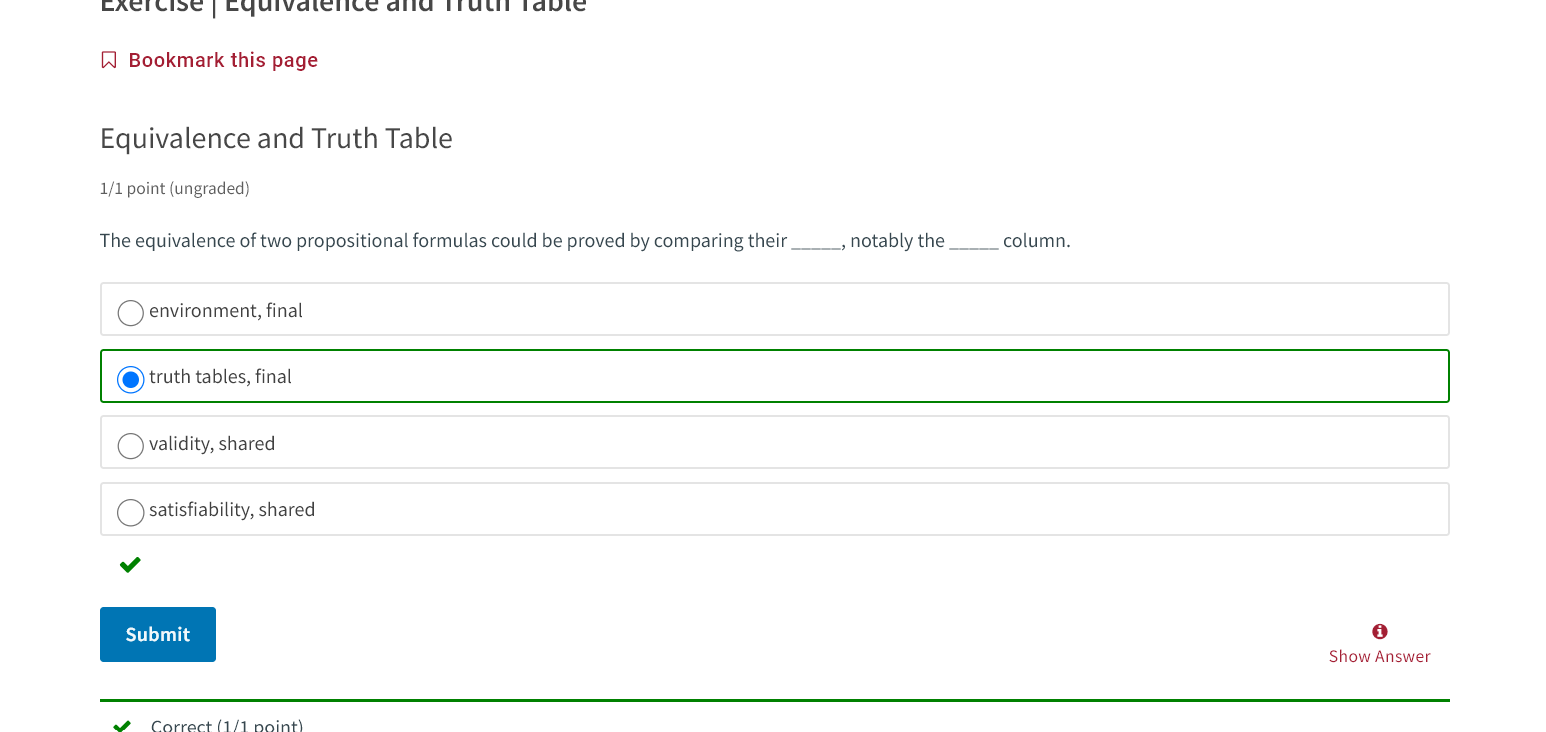 Exercise | Equivalence and Truth Table
Bookmark this page
Equivalence and Truth Table
1/1 point (ungraded)
The equivalence of two propositional formulas could be proved by comparing their _____, notably the _____ column.
environment, final
truth tables, final
validity, shared
satisfiability, shared
Submit
Show Answer
Correct (1/1 point)